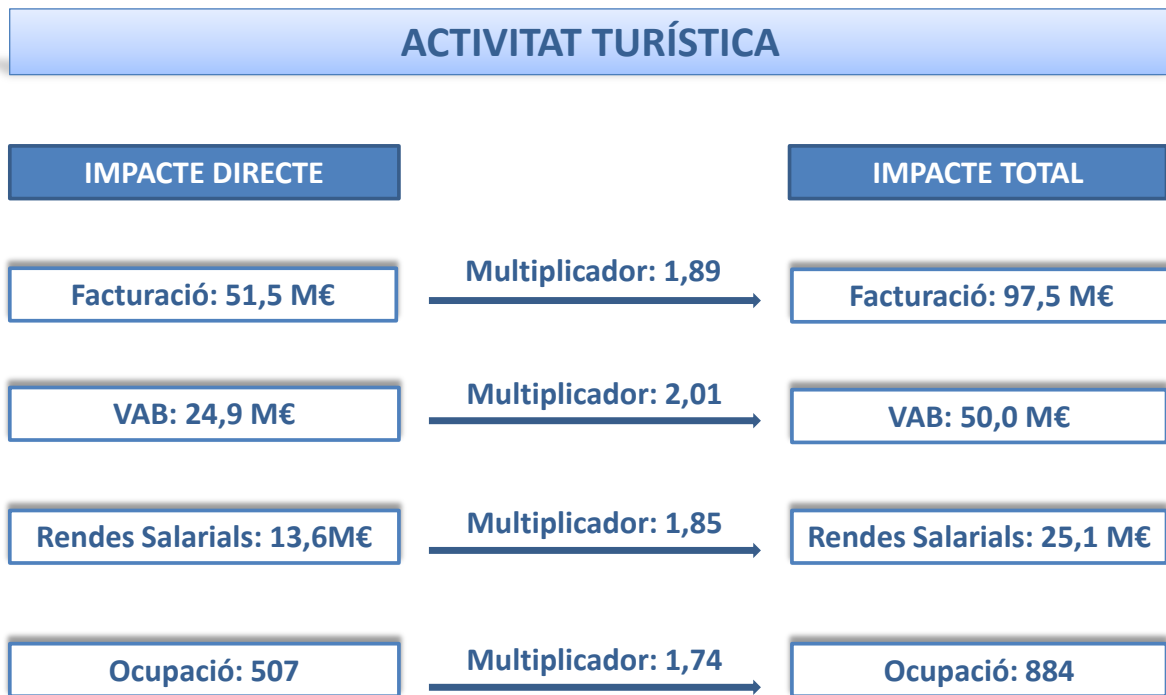 ACTIVITAT TURÍSTICA
IMPACTE DIRECTE
IMPACTE TOTAL
Facturació: 51,5 M€
Multiplicador: 1,89
Facturació: 97,5 M€
VAB: 24,9 M€
Multiplicador: 2,01
VAB: 50,0 M€
Rendes Salarials: 13,6M€
Multiplicador: 1,85
Rendes Salarials: 25,1 M€
Ocupació: 507
Multiplicador: 1,74
Ocupació: 884